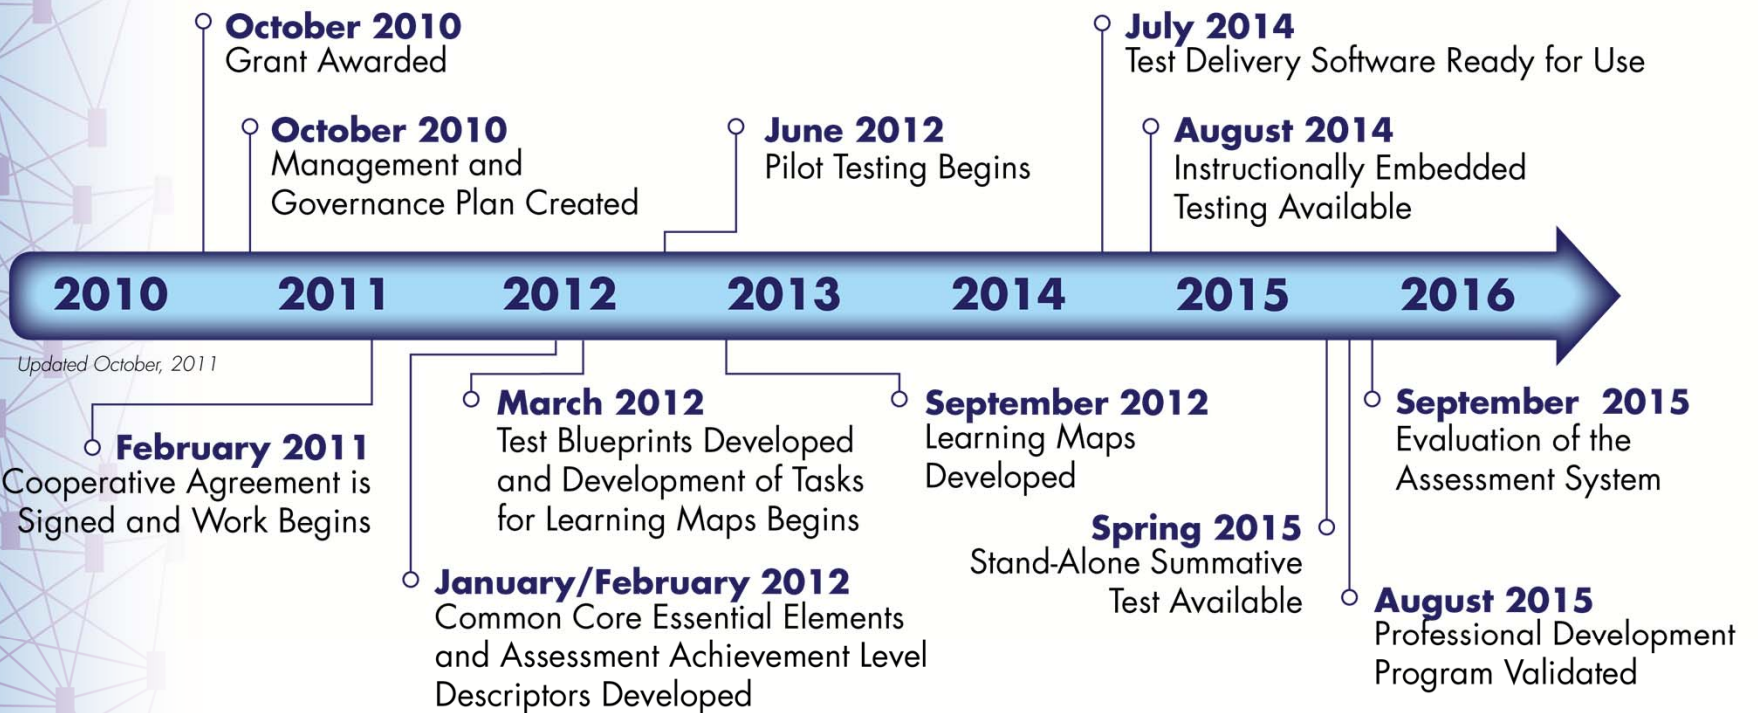 October 2010
Grant Awarded
October 2010
Management and
Governance Plan Created
June 2012
Pilot Testing Begins
July 2014
Test Delivery Software Ready for Use
August 2014
Instructionally Embedded
Testing Available
2010 2011 2012 2013 2014 2015 2016
Updated October, 2011
February 2011
Cooperative Agreement is
Signed and Work Begins
January/February 2012
Common Core Essential Elements
and Assessment Achievement Level
Descriptors Developed
March 2012
Test Blueprints Developed
and Development of Tasks
for Learning Maps Begins
September 2012
Learning Maps
Developed
Spring 2015
Stand-Alone Summative
Test Available
August 2015
Professional Development
Program Validated
September 2015
Evaluation of the
Assessment System